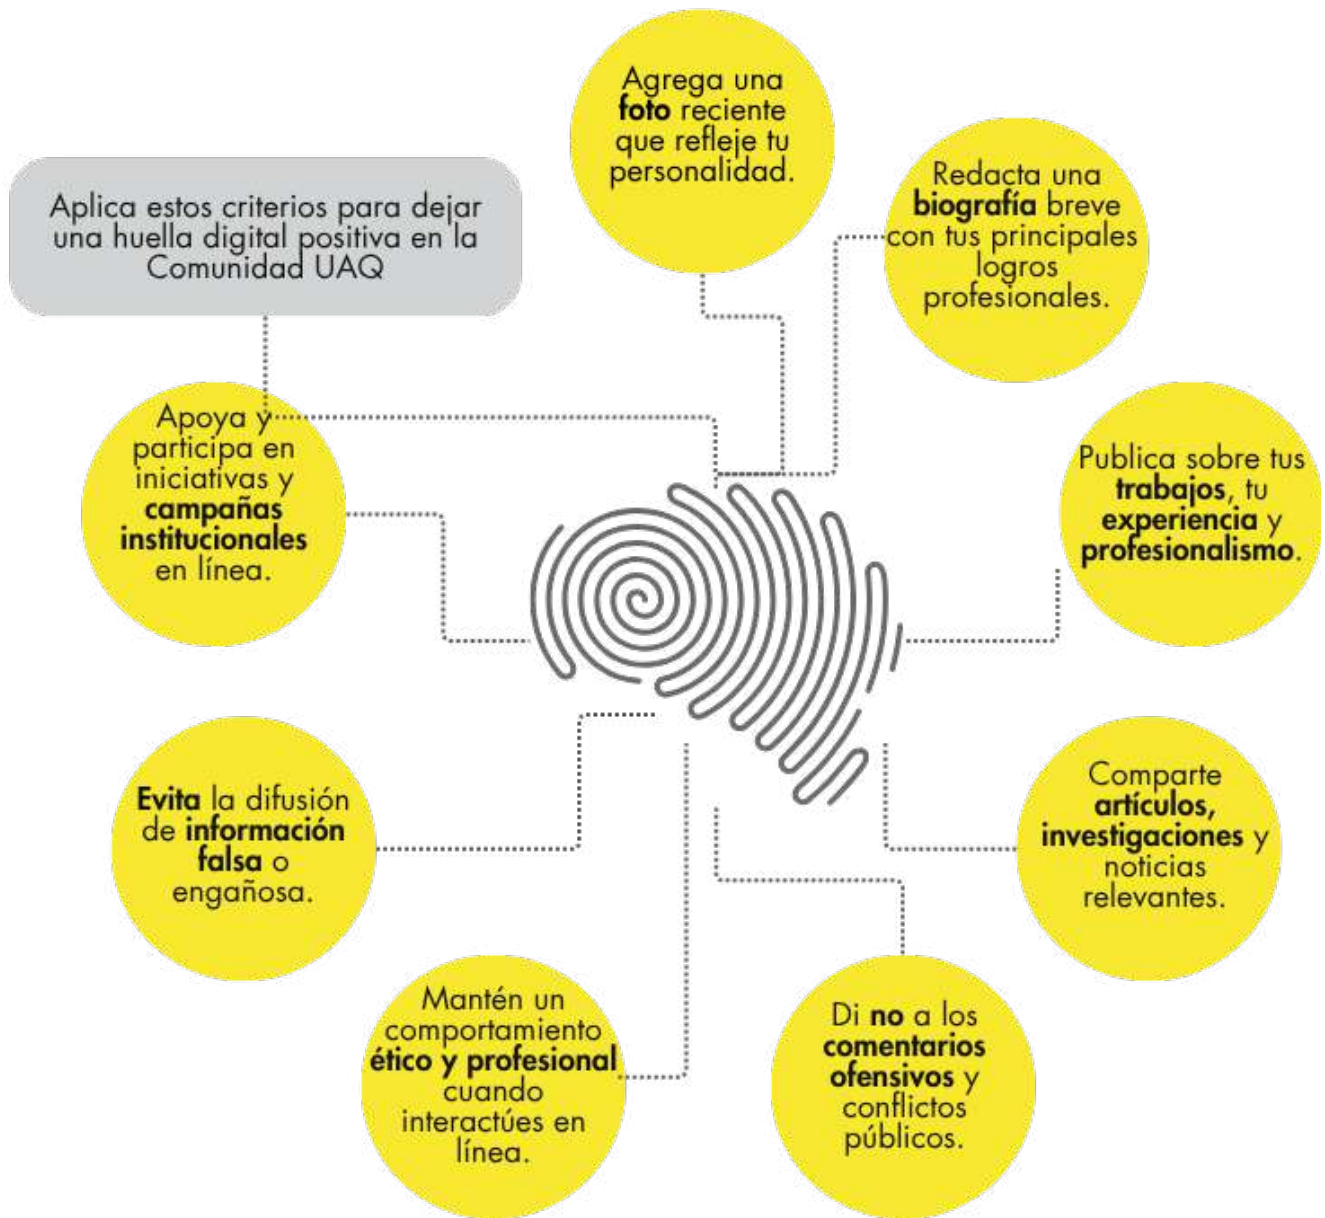 Aplica estos criterios para dejar
una huella digital positiva en la
Comunidad UAQ
Agrega una
foto reciente
que refleje tu
personalidad.
Redacta una
biografía breve
con tus principales
logros
profesionales.
Publica sobre tus
trabajos, tu
experiencia y
profesionalismo.
Comparte
artículos,
investigaciones y
noticias
relevantes.
Di no a los
comentarios
ofensivos y
conflictos
públicos.
Mantén un
comportamiento
ético y profesional
cuando
interactúes en
línea.
Evita la difusión
de información
falsa o
engañosa.
Apoya y
participa en
iniciativas y
campañas
institucionales
en línea.